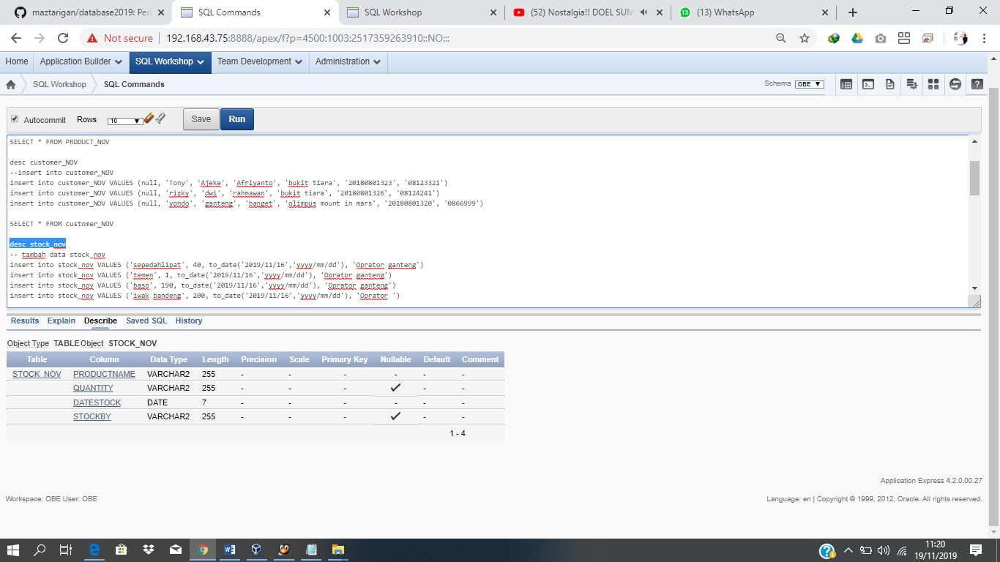 maztarigan/database2019: Per
SQL Commands
SQL Workshop
(52) Nostalgia!! DOEL SUM
13 (13) WhatsApp
Not secure 192.168.43.75:8888/apex/f?p=4500:1003:2517359263910::NO:::
Home Application Builder SQL Workshop Team Development Administration
SQL Workshop SQL Commands Schema OBE
Autocommit Rows 10 Save Run
SELECT * FROM PRODUCT_NOV
desc customer_NOV
--insert into customer_NOV
insert into customer_NOV VALUES (null, 'Tony', 'Ajeke', 'Afriyanto', 'bukit tiara', '20180801323', '08123321')
insert into customer_NOV VALUES (null, 'rizky', 'dwi', 'rahmawan', 'bukit tiara', '20180801326', '08124241')
insert into customer_NOV VALUES (null, 'yondo', 'ganteng', 'banget', 'olimpus mount in mars', '20180801320', '0866999')
SELECT * FROM customer_NOV
desc stock_nov
-- tambah data stock_nov
insert into stock_nov VALUES ('sepedahlipat', 40, to_date('2019/11/16','yyyy/mm/dd'), 'Oprator ganteng')
insert into stock_nov VALUES ('temen', 1, to_date('2019/11/16','yyyy/mm/dd'), 'Oprator ganteng')
insert into stock_nov VALUES ('baso', 190, to_date('2019/11/16','yyyy/mm/dd'), 'Oprator ganteng')
insert into stock_nov VALUES ('iwak bandeng', 200, to_date('2019/11/16','yyyy/mm/dd'), 'Oprator ')
Results Explain Describe Saved SQL History
Object Type TABLE Object STOCK_NOV
Table Column Data Type Length Precision Scale Primary Key Nullable Default Comment
STOCK_NOV PRODUCTNAME VARCHAR2 255 - - - - - -
QUANTITY VARCHAR2 255 - - - ✓ - -
DATESTOCK DATE 7 - - - - - -
STOCKBY VARCHAR2 255 - - - ✓ - -
1 - 4
Application Express 4.2.0.00.27
Workspace: OBE User: OBE Language: en | Copyright © 1999, 2012, Oracle. All rights reserved.
11:20
19/11/2019